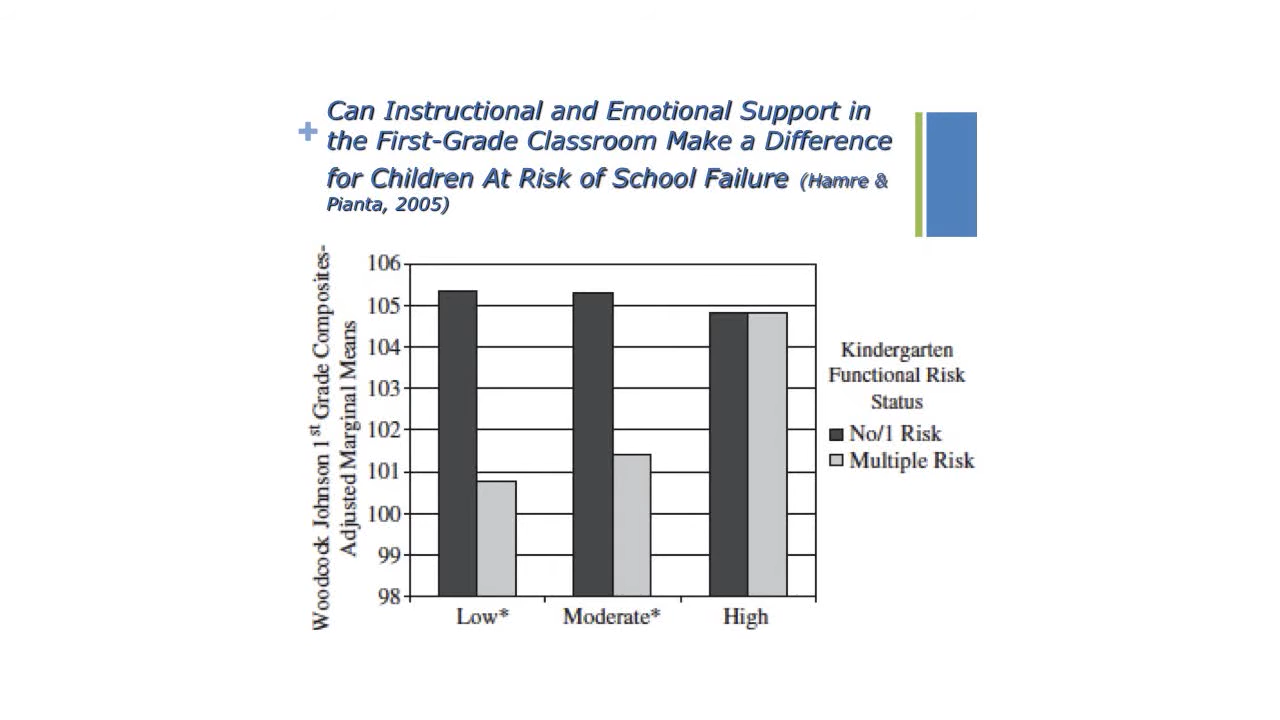 +
Can Instructional and Emotional Support in
the First-Grade Classroom Make a Difference
for Children At Risk of School Failure (Hamre &
Pianta, 2005)
Woodcock Johnson 1st Grade Composites-
Adjusted Marginal Means
106
105
104
103
102
101
100
99
98
Low*
Moderate*
High
Kindergarten
Functional Risk
Status
No/1 Risk
Multiple Risk